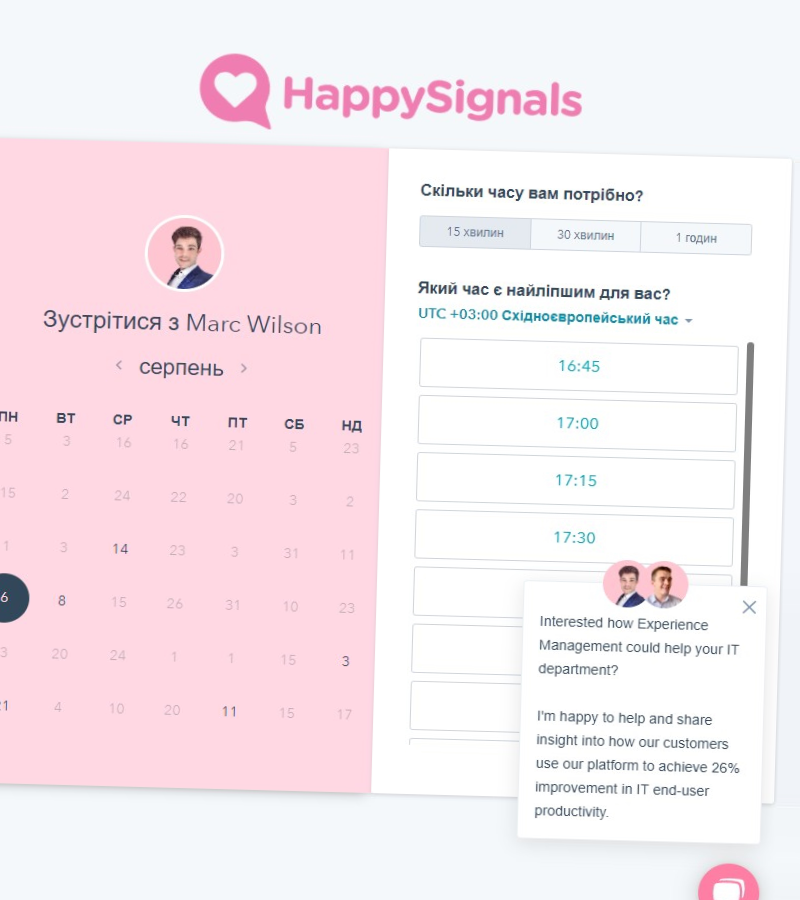 HappySignals
Зустрітися з Marc Wilson
серпень
ПН ВТ СР ЧТ ПТ СБ НД
5 3 16 16 21 5 23
15 2 24 22 20 3 2
1 3 14 23 3 31 11
6 8 15 26 31 10 23
3 20 24 1 1 15 3
21 4 10 20 11 15 17
Скільки часу вам потрібно?
15 хвилин 30 хвилин 1 годин
Який час є найліпшим для вас?
UTC +03:00 Східноєвропейський час
16:45
17:00
17:15
17:30
Interested how Experience
Management could help your IT
department?
I'm happy to help and share
insight into how our customers
use our platform to achieve 26%
improvement in IT end-user
productivity.